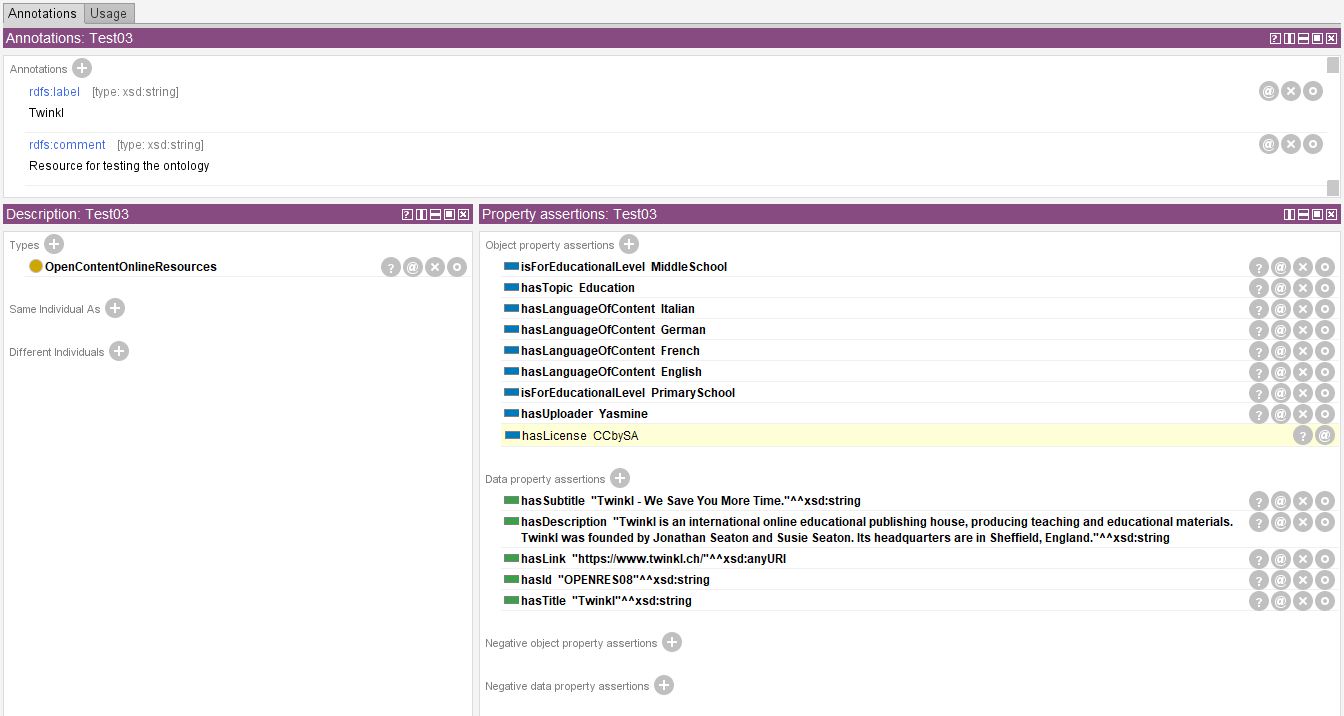 Annotations Usage
Annotations: Test03
Annotations
rdfs:label [type: xsd:string]
Twinkl
rdfs:comment [type: xsd:string]
Resource for testing the ontology
Description: Test03
Types
OpenContentOnlineResources
Same Individual As
Different Individuals
Property assertions: Test03
Object property assertions
isForEducationalLevel MiddleSchool
hasTopic Education
hasLanguageOfContent Italian
hasLanguageOfContent German
hasLanguageOfContent French
hasLanguageOfContent English
isForEducationalLevel PrimarySchool
hasUploader Yasmine
hasLicense CCbySA
Data property assertions
hasSubtitle "Twinkl - We Save You More Time."^^xsd:string
hasDescription "Twinkl is an international online educational publishing house, producing teaching and educational materials.
Twinkl was founded by Jonathan Seaton and Susie Seaton. Its headquarters are in Sheffield, England."^^xsd:string
hasLink "https://www.twinkl.ch/"^^xsd:anyURI
hasId "OPENRES08"^^xsd:string
hasTitle "Twinkl"^^xsd:string
Negative object property assertions
Negative data property assertions